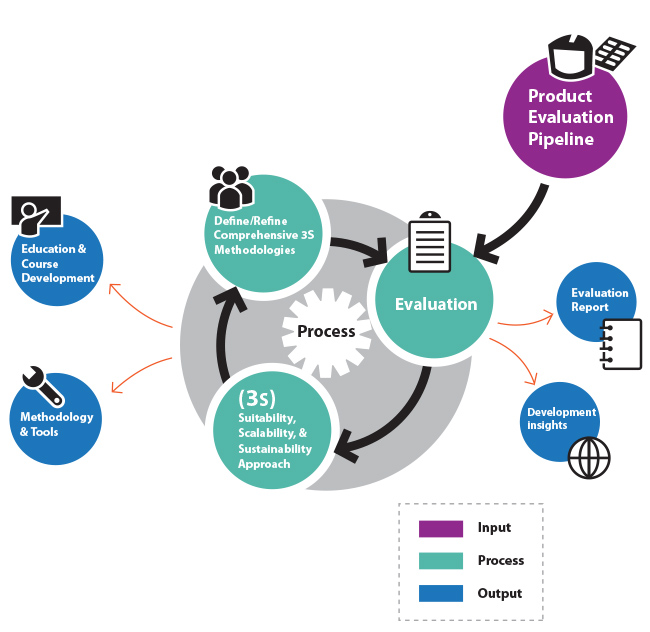 Product
Evaluation
Pipeline
Define/Refine
Comprehensive 3S
Methodologies
Education &
Course
Development
Evaluation
Evaluation
Report
Process
(3s)
Suitability,
Scalability, &
Sustainability
Approach
Methodology
& Tools
Development
insights
Input
Process
Output